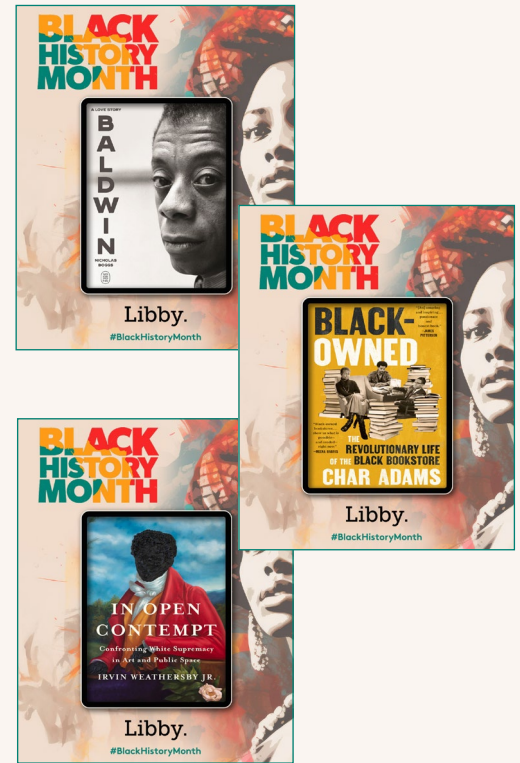 BLACK
HISTORY
MONTH
A LOVE STORY
BALDWIN
NICHOLAS
BOGGS
Libby.
#BlackHistoryMonth
BLACK
HISTORY
MONTH
BLACK-
OWNED
THE
REVOLUTIONARY LIFE
OF THE BLACK BOOKSTORE
CHAR ADAMS
Libby.
#BlackHistoryMonth
BLACK
HISTORY
MONTH
IN OPEN
CONTEMPT
Confronting White Supremacy
in Art and Public Space
IRVIN WEATHERSBY JR.
Libby.
#BlackHistoryMonth